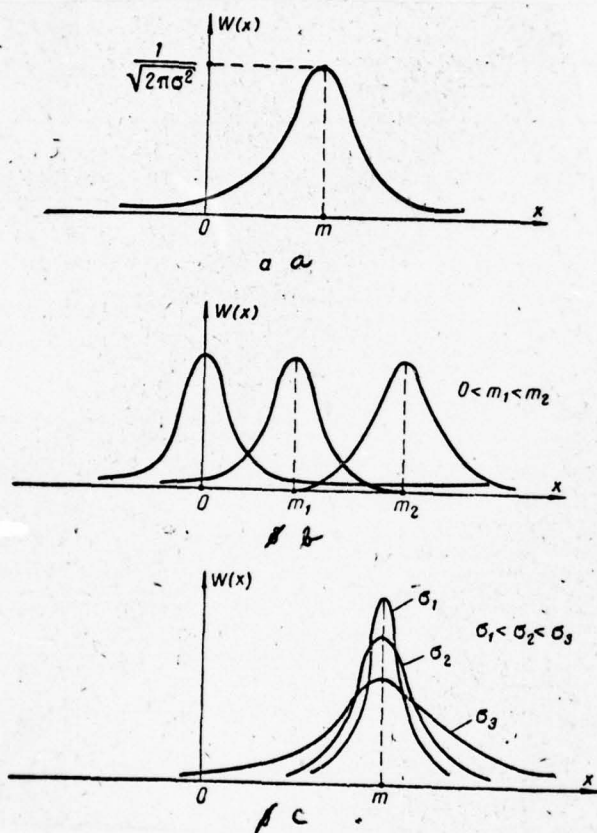 W(x)
1/√2πσ²
0 m x
a a
W(x)
0 < m₁ < m₂
0 m₁ m₂ x
b
W(x)
σ₁
σ₁ < σ₂ < σ₃
σ₂
σ₃
0 m x
c